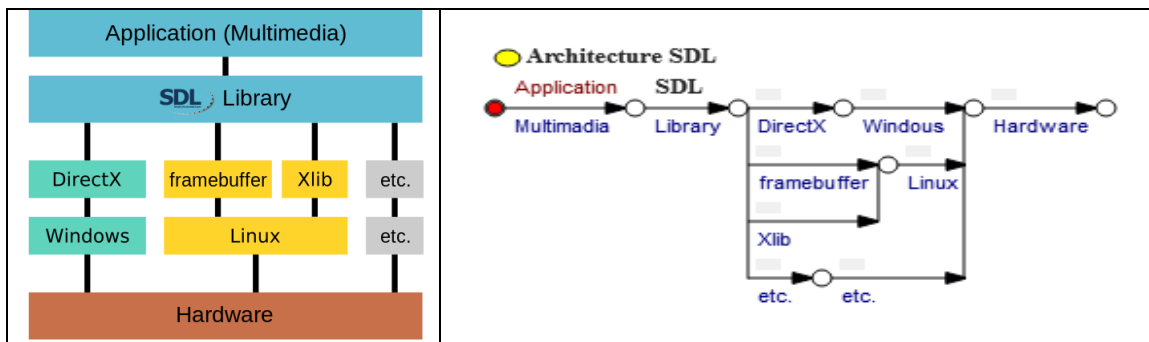 Application (Multimedia)
SDL Library
DirectX framebuffer Xlib etc.
Windows Linux etc.
Hardware
Architecture SDL
Application SDL
Multimadia Library DirectX Windous Hardware
framebuffer Linux
Xlib
etc. etc.